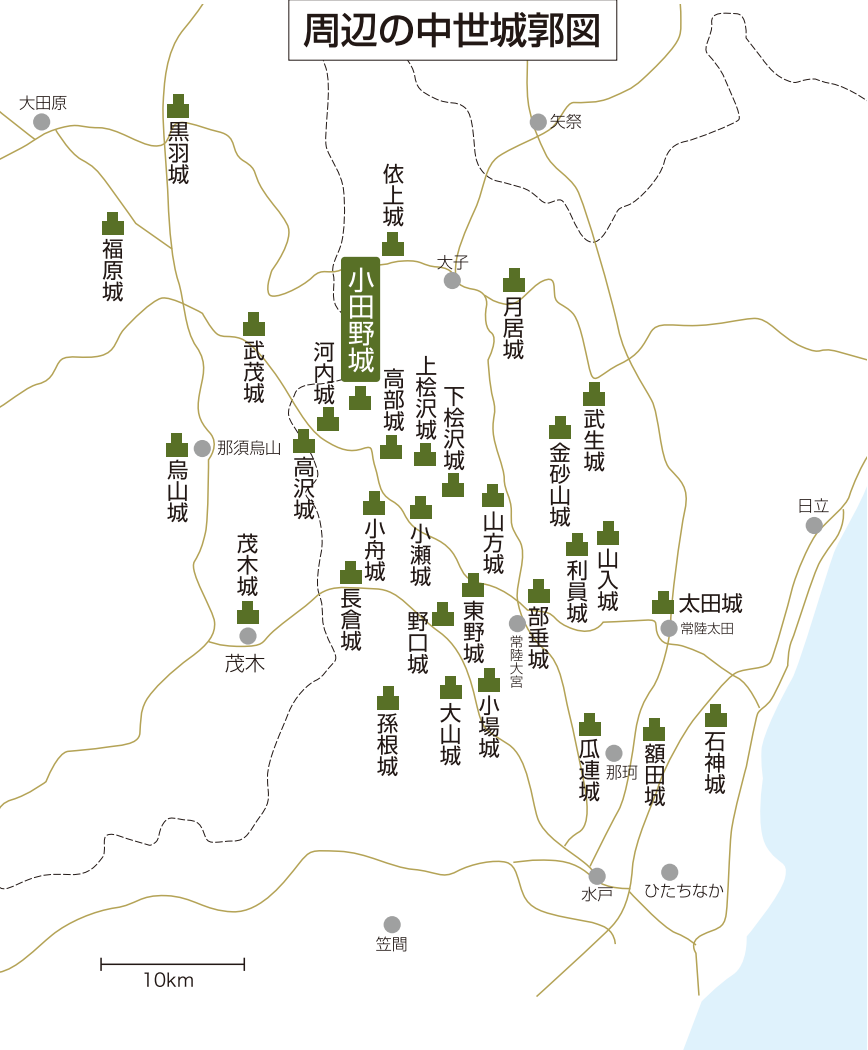 周辺の中世城郭図
大田原
黒羽城
矢祭
依上城
福原城
大子
小田野城
月居城
武茂城
河内城
高部城
上桧沢城
下桧沢城
武生城
金砂山城
那須烏山
烏山城
高沢城
日立
小舟城
小瀬城
山方城
茂木城
利員城
山入城
長倉城
野口城
東野城
部垂城
太田城
常陸太田
常陸大宮
茂木
孫根城
大山城
小場城
瓜連城
那珂
額田城
石神城
水戸
ひたちなか
笠間
10km